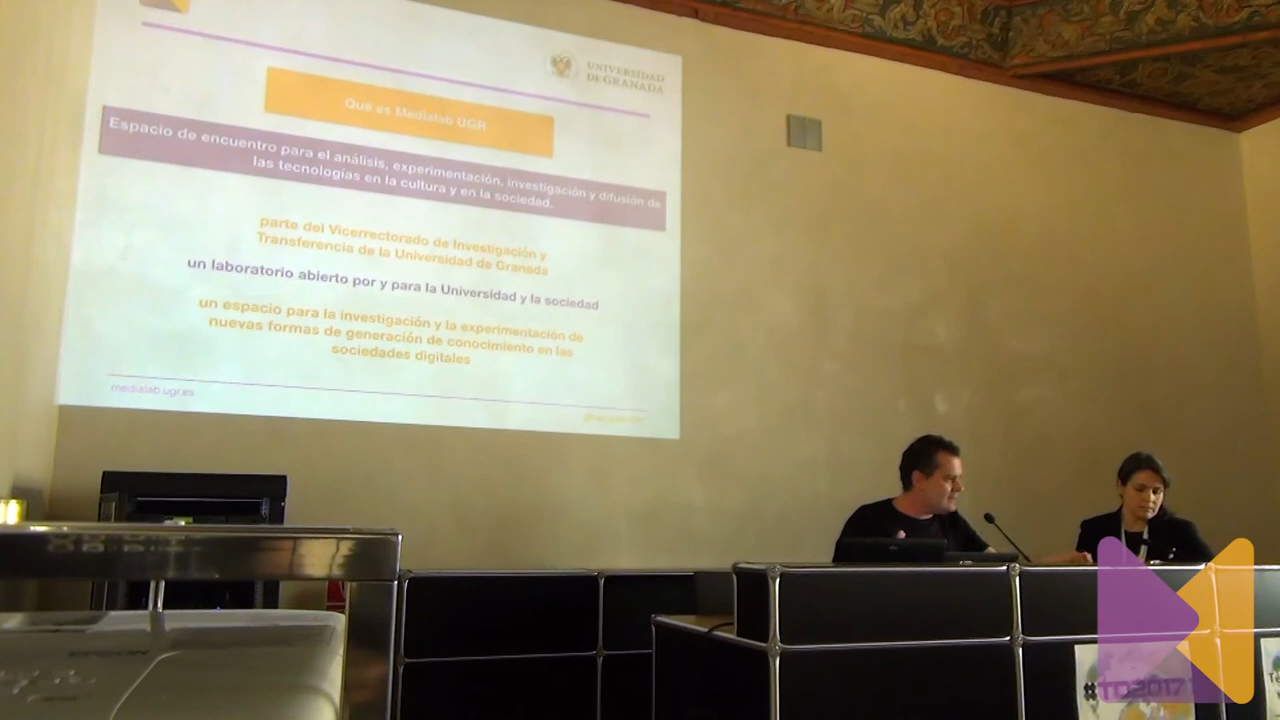 UNIVERSIDAD
DE GRANADA
Qué es Medialab UGR
Espacio de encuentro para el análisis, experimentación, investigación y difusión de
las tecnologías en la cultura y en la sociedad.
parte del Vicerrectorado de Investigación y
Transferencia de la Universidad de Granada
un laboratorio abierto por y para la Universidad y la sociedad
un espacio para la investigación y la experimentación de
nuevas formas de generación de conocimiento en las
sociedades digitales
medialab.ugr.es
EPSON
#TD2017